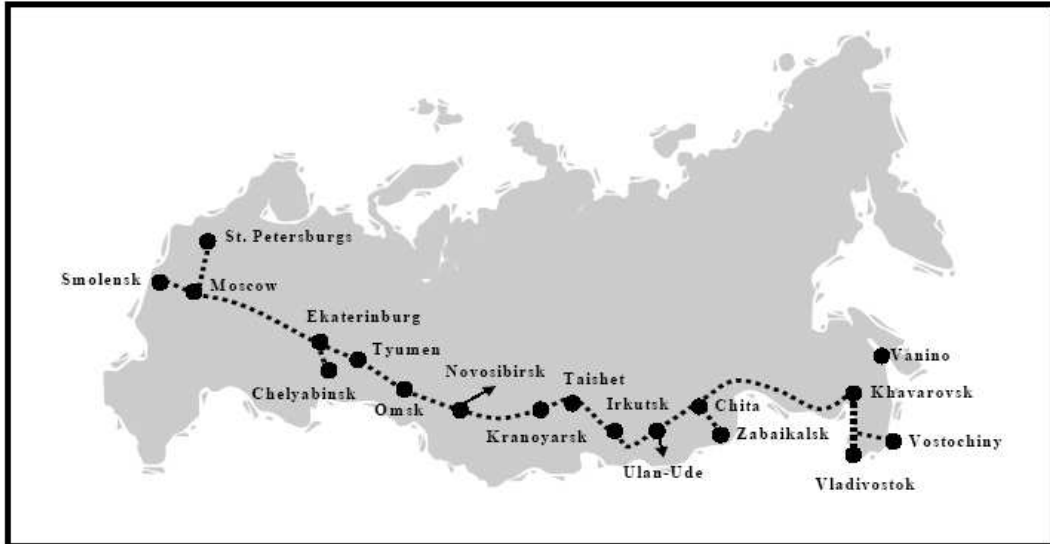 St. Petersburgs
Smolensk
Moscow
Ekaterinburg
Tyumen
Vanino
Novosibirsk
Taishet
Chelyabinsk
Khavarovsk
Omsk
Irkutsk
Chita
Kranoyarsk
Zabaikalsk
Vostochiny
Ulan-Ude
Vladivostok